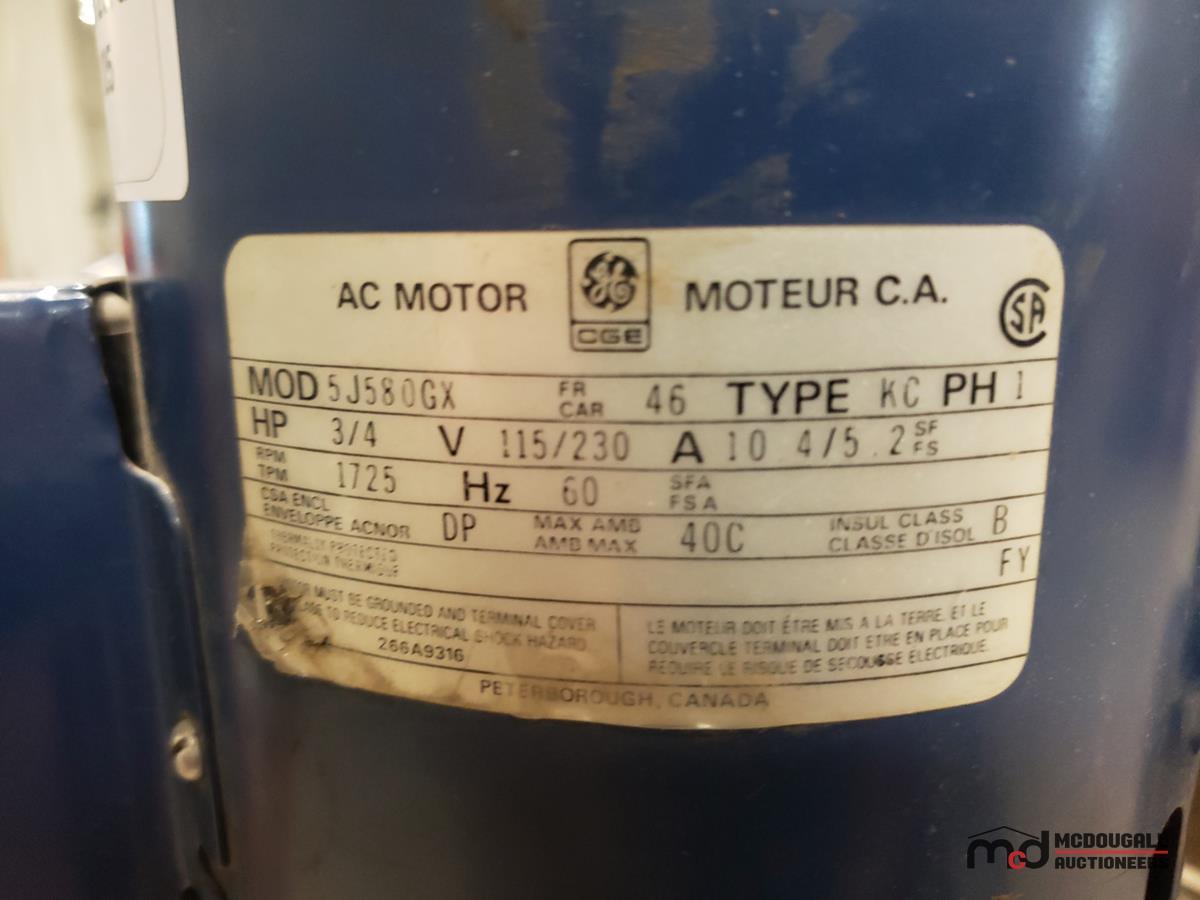 AC MOTOR GE CGE MOTEUR C.A. CSA
MOD 5J580GX FR CAR 46 TYPE KC PH 1
HP 3/4 V 115/230 A 10.4/5.2 SF FS
RPM TPM 1725 Hz 60 SFA FSA
CSA ENCL ENVELOPPE ACNOR DP MAX AMB AMB MAX 40C INSUL CLASS CLASSE D'ISOL B
THERMALLY PROTECTED
PROTECTION THERMIQUE
FY
MUST BE GROUNDED AND TERMINAL COVER
TO REDUCE ELECTRICAL SHOCK HAZARD
266A9316
LE MOTEUR DOIT ÊTRE MIS A LA TERRE, ET LE
COUVERCLE TERMINAL DOIT ETRE EN PLACE POUR
REDUIRE LE RISQUE DE SECOUSSE ELECTRIQUE.
PETERBOROUGH, CANADA
mcd MCDOUGALL
AUCTIONEERS